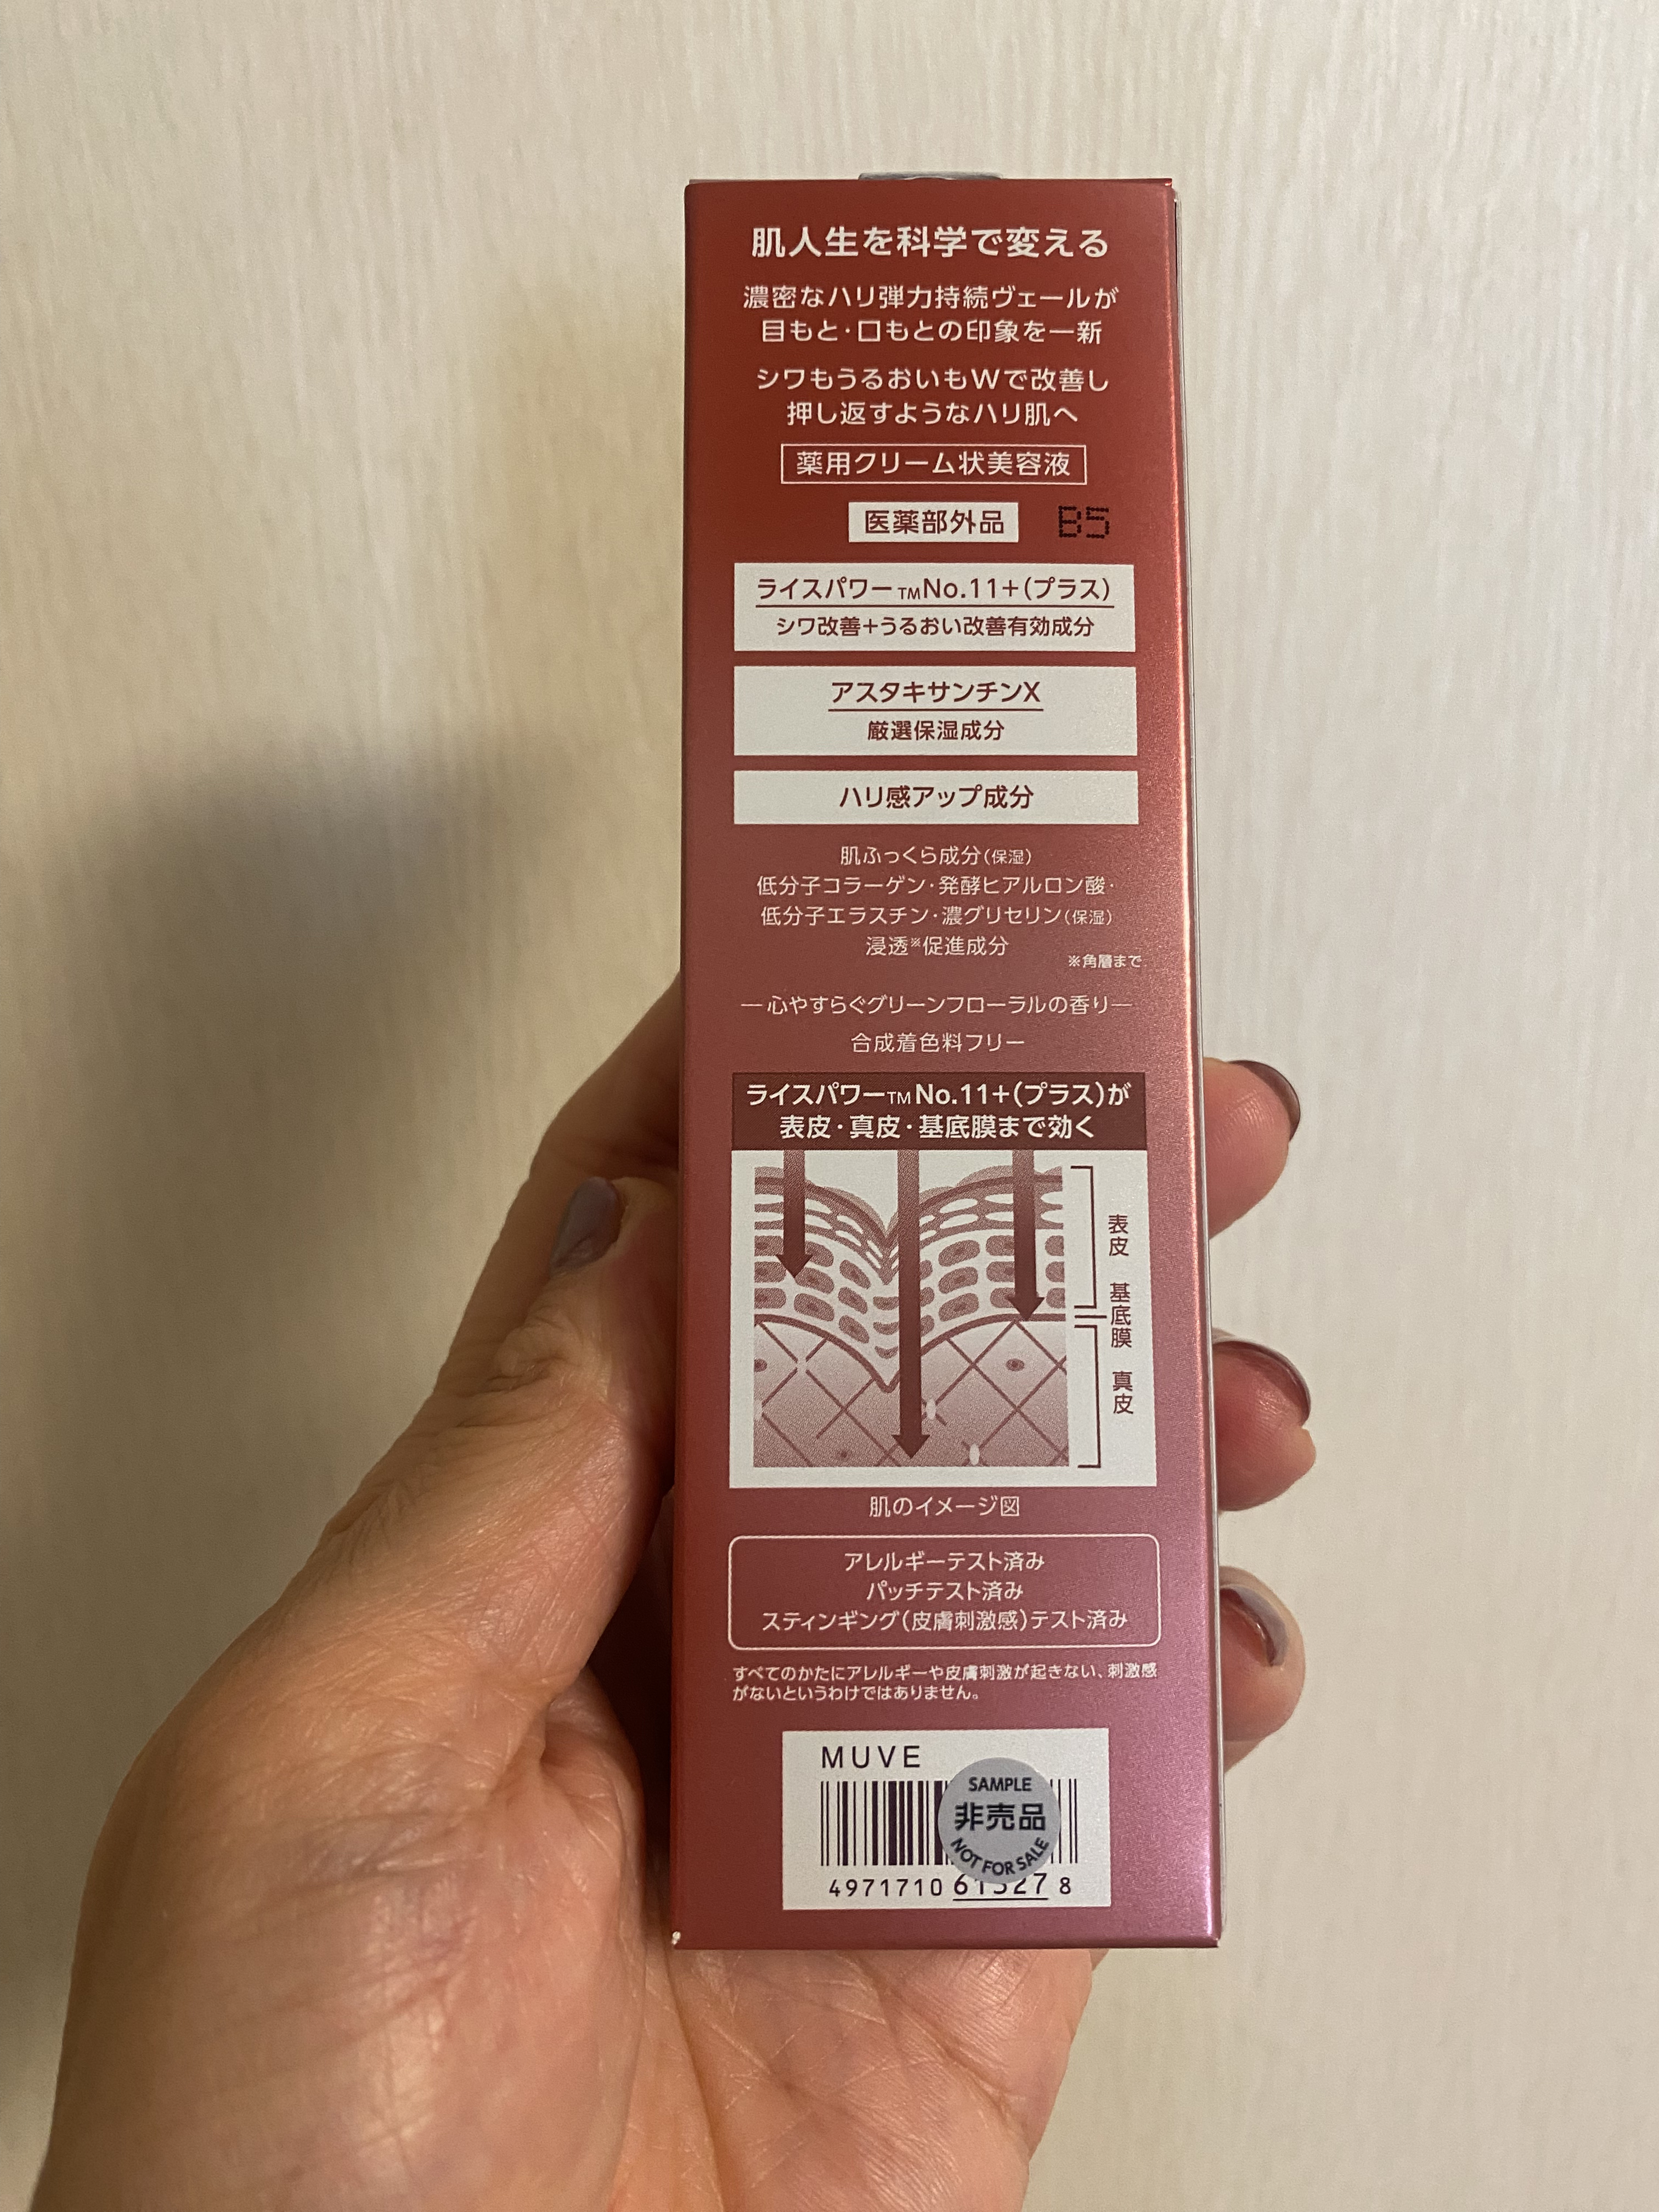 肌人生を科学で変える
濃密なハリ弾力持続ヴェールが
目もと・口もとの印象を一新
シワもうるおいもWで改善し
押し返すようなハリ肌へ
薬用クリーム状美容液
医薬部外品 B5
ライスパワー™No.11+(プラス)
シワ改善+うるおい改善有効成分
アスタキサンチンX
厳選保湿成分
ハリ感アップ成分
肌ふっくら成分(保湿)
低分子コラーゲン・発酵ヒアルロン酸・
低分子エラスチン・濃グリセリン(保湿)
浸透※促進成分
※角層まで
―心やすらぐグリーンフローラルの香り―
合成着色料フリー
ライスパワー™No.11+(プラス)が
表皮・真皮・基底膜まで効く
表皮
基底膜
真皮
肌のイメージ図
アレルギーテスト済み
パッチテスト済み
スティンギング(皮膚刺激感)テスト済み
すべてのかたにアレルギーや皮膚刺激が起きない、刺激感
がないというわけではありません。
MUVE
SAMPLE
非売品
NOT FOR SALE
4971710 615278